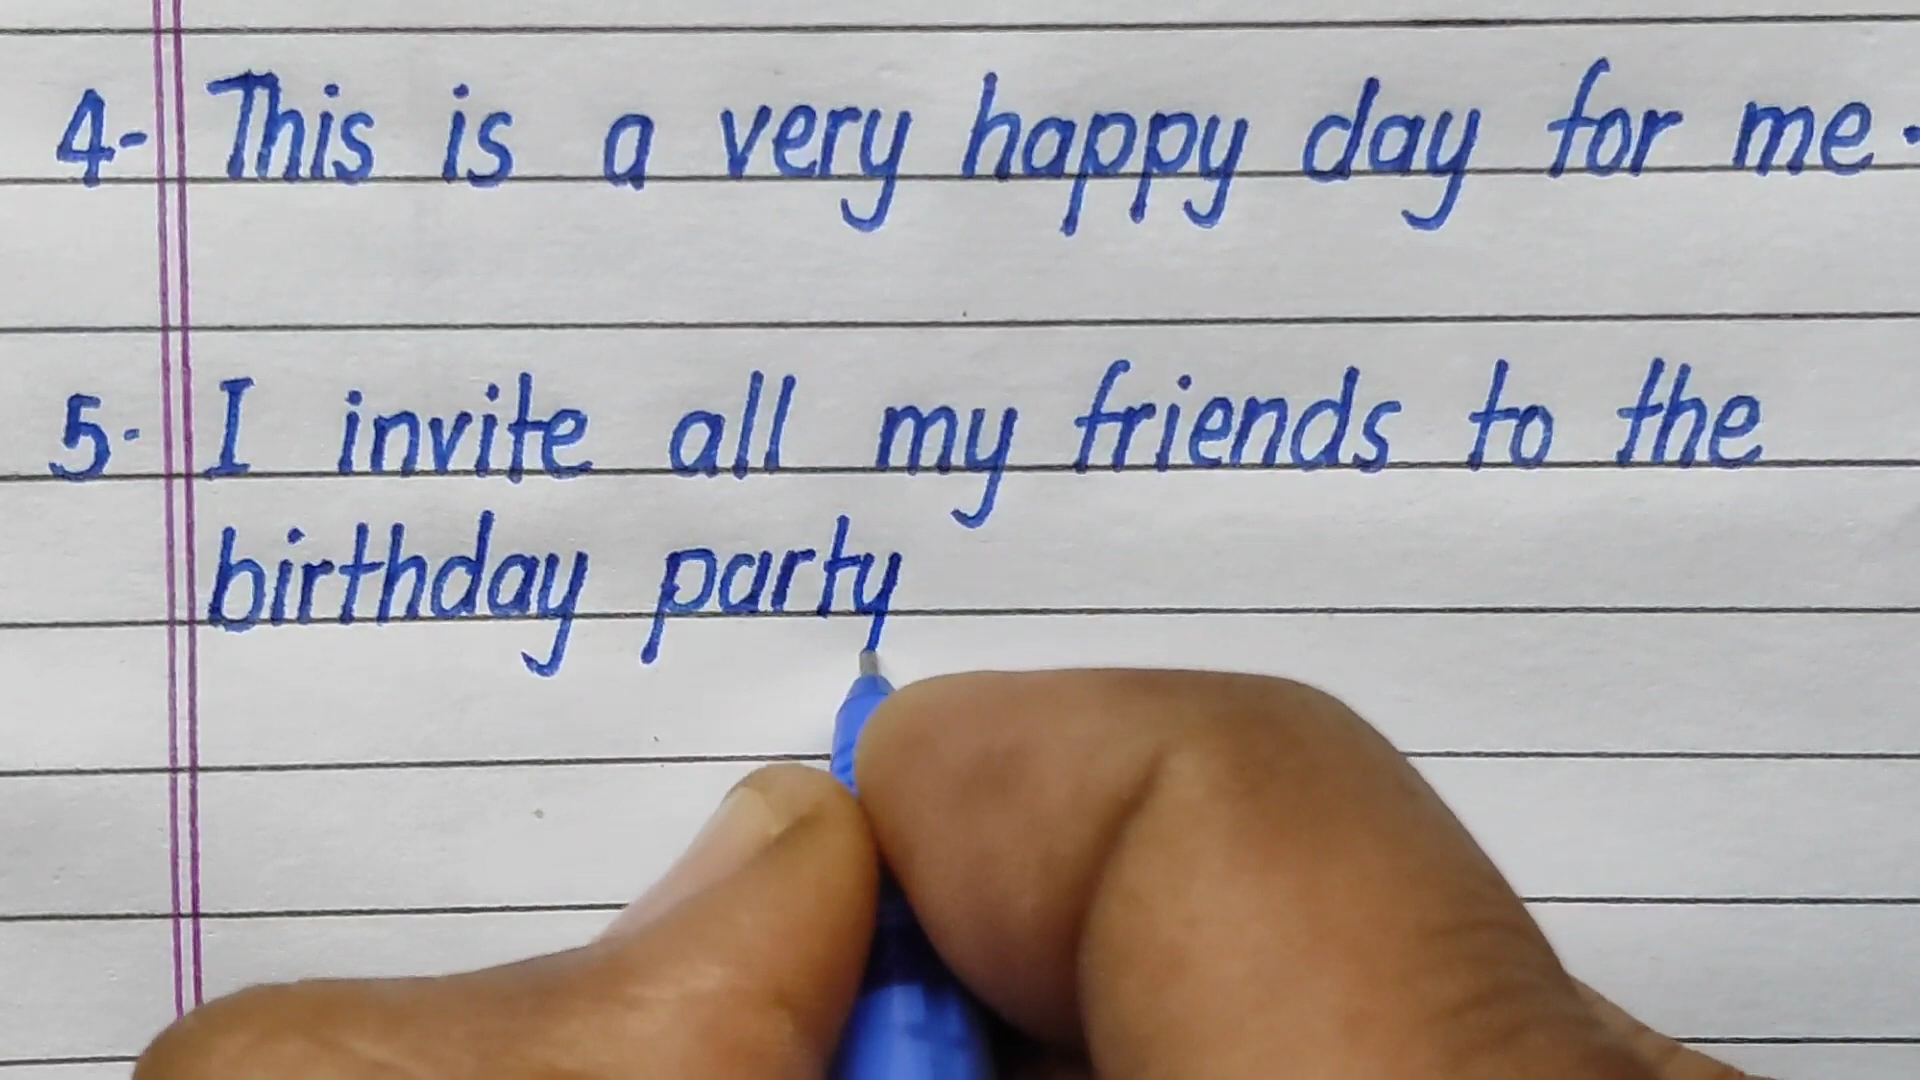 4- This is a very happy day for me.
5- I invite all my friends to the
birthday party